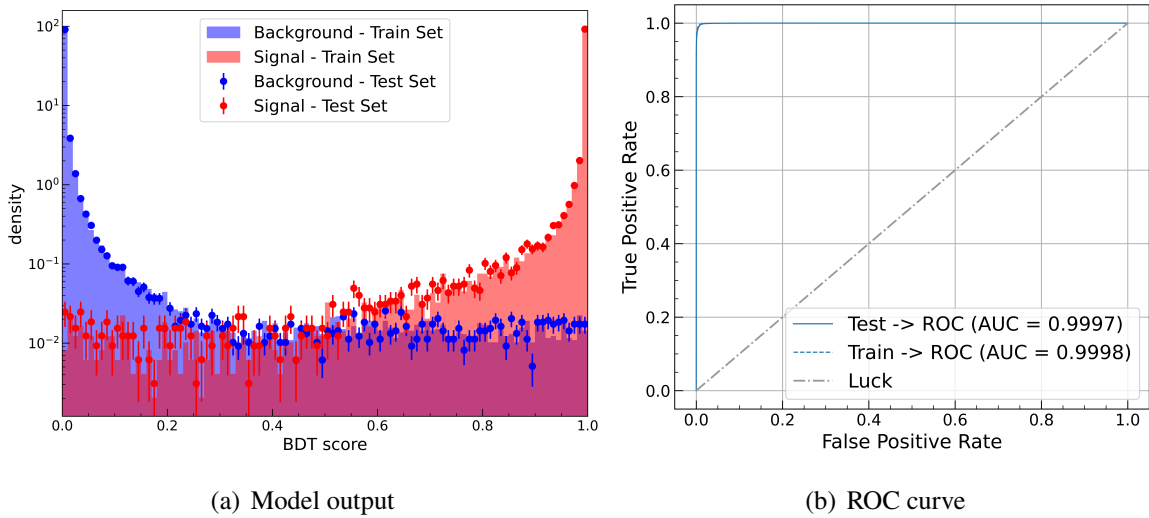 10²
10¹
10⁰
10⁻¹
10⁻²
density
0.0 0.2 0.4 0.6 0.8 1.0
BDT score
Background - Train Set
Signal - Train Set
Background - Test Set
Signal - Test Set
(a) Model output
1.0
0.8
0.6
0.4
0.2
0.0
True Positive Rate
0.0 0.2 0.4 0.6 0.8 1.0
False Positive Rate
Test -> ROC (AUC = 0.9997)
Train -> ROC (AUC = 0.9998)
Luck
(b) ROC curve